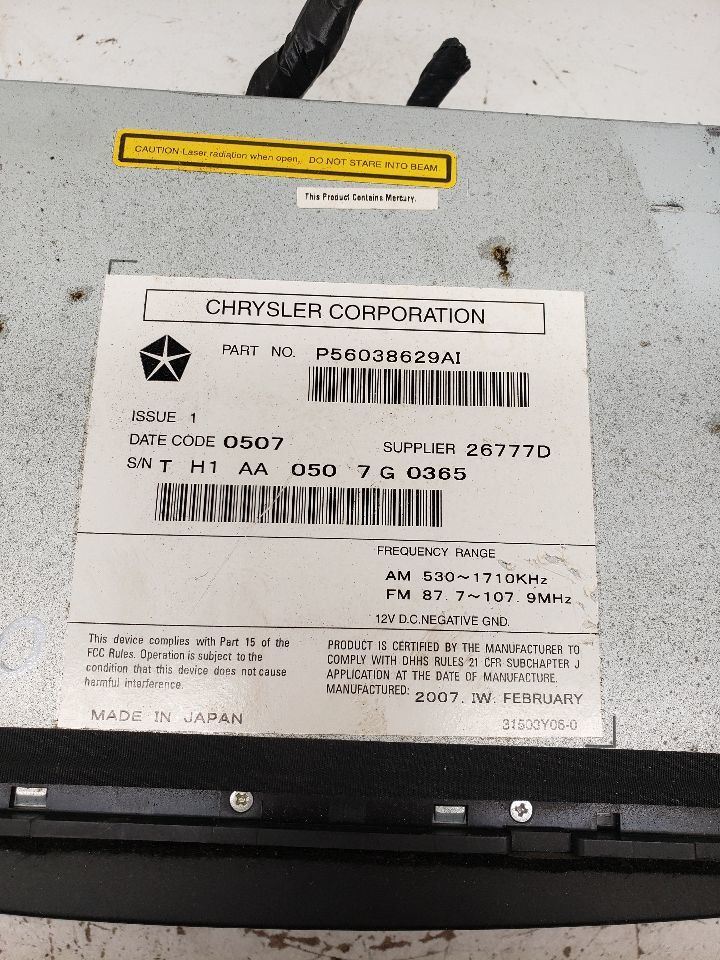 CAUTION-Laser radiation when open, DO NOT STARE INTO BEAM.
This Product Contains Mercury.
CHRYSLER CORPORATION
PART NO. P56038629AI
ISSUE 1
DATE CODE 0507 SUPPLIER 26777D
S/N T H1 AA 050 7 G 0365
FREQUENCY RANGE
AM 530~1710KHz
FM 87.7~107.9MHz
12V D.C.NEGATIVE GND.
This device complies with Part 15 of the
FCC Rules. Operation is subject to the
condition that this device does not cause
harmful interference.
PRODUCT IS CERTIFIED BY THE MANUFACTURER TO
COMPLY WITH DHHS RULES 21 CFR SUBCHAPTER J
APPLICATION AT THE DATE OF MANUFACTURE.
MANUFACTURED: 2007. IW. FEBRUARY
MADE IN JAPAN